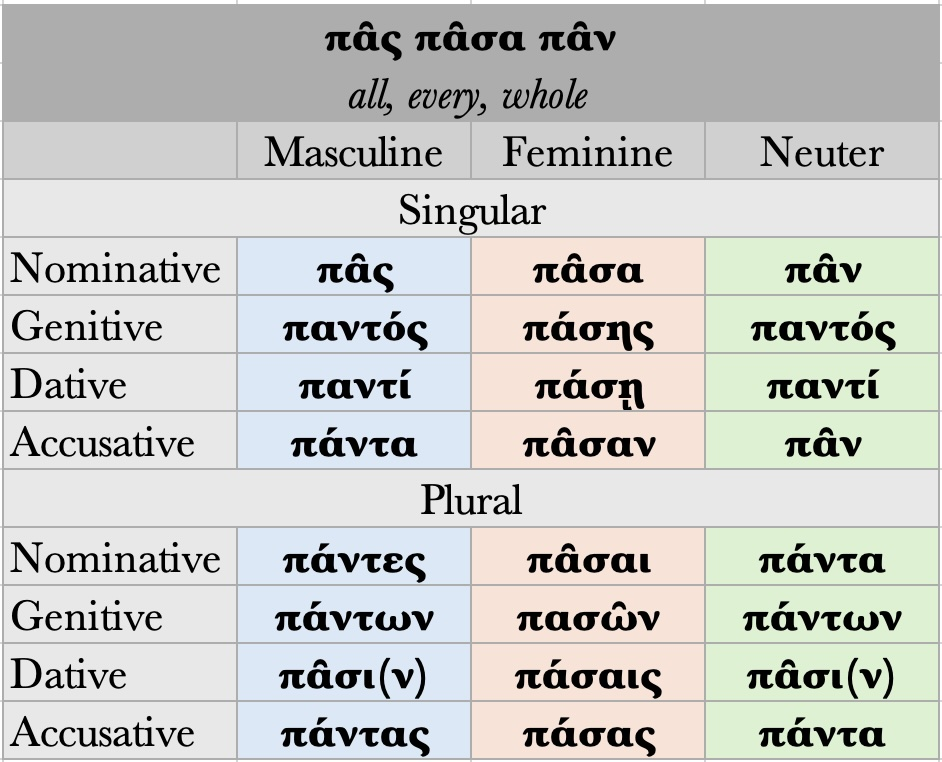 πᾶς πᾶσα πᾶν
all, every, whole
Masculine Feminine Neuter
Singular
Nominative πᾶς πᾶσα πᾶν
Genitive παντός πάσης παντός
Dative παντί πάσῃ παντί
Accusative πάντα πᾶσαν πᾶν
Plural
Nominative πάντες πᾶσαι πάντα
Genitive πάντων πασῶν πάντων
Dative πᾶσι(ν) πάσαις πᾶσι(ν)
Accusative πάντας πάσας πάντα